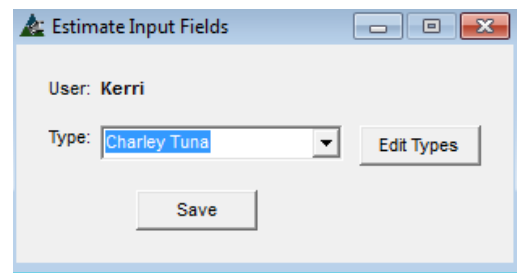 Estimate Input Fields
User: Kerri
Type: Charley Tuna Edit Types
Save